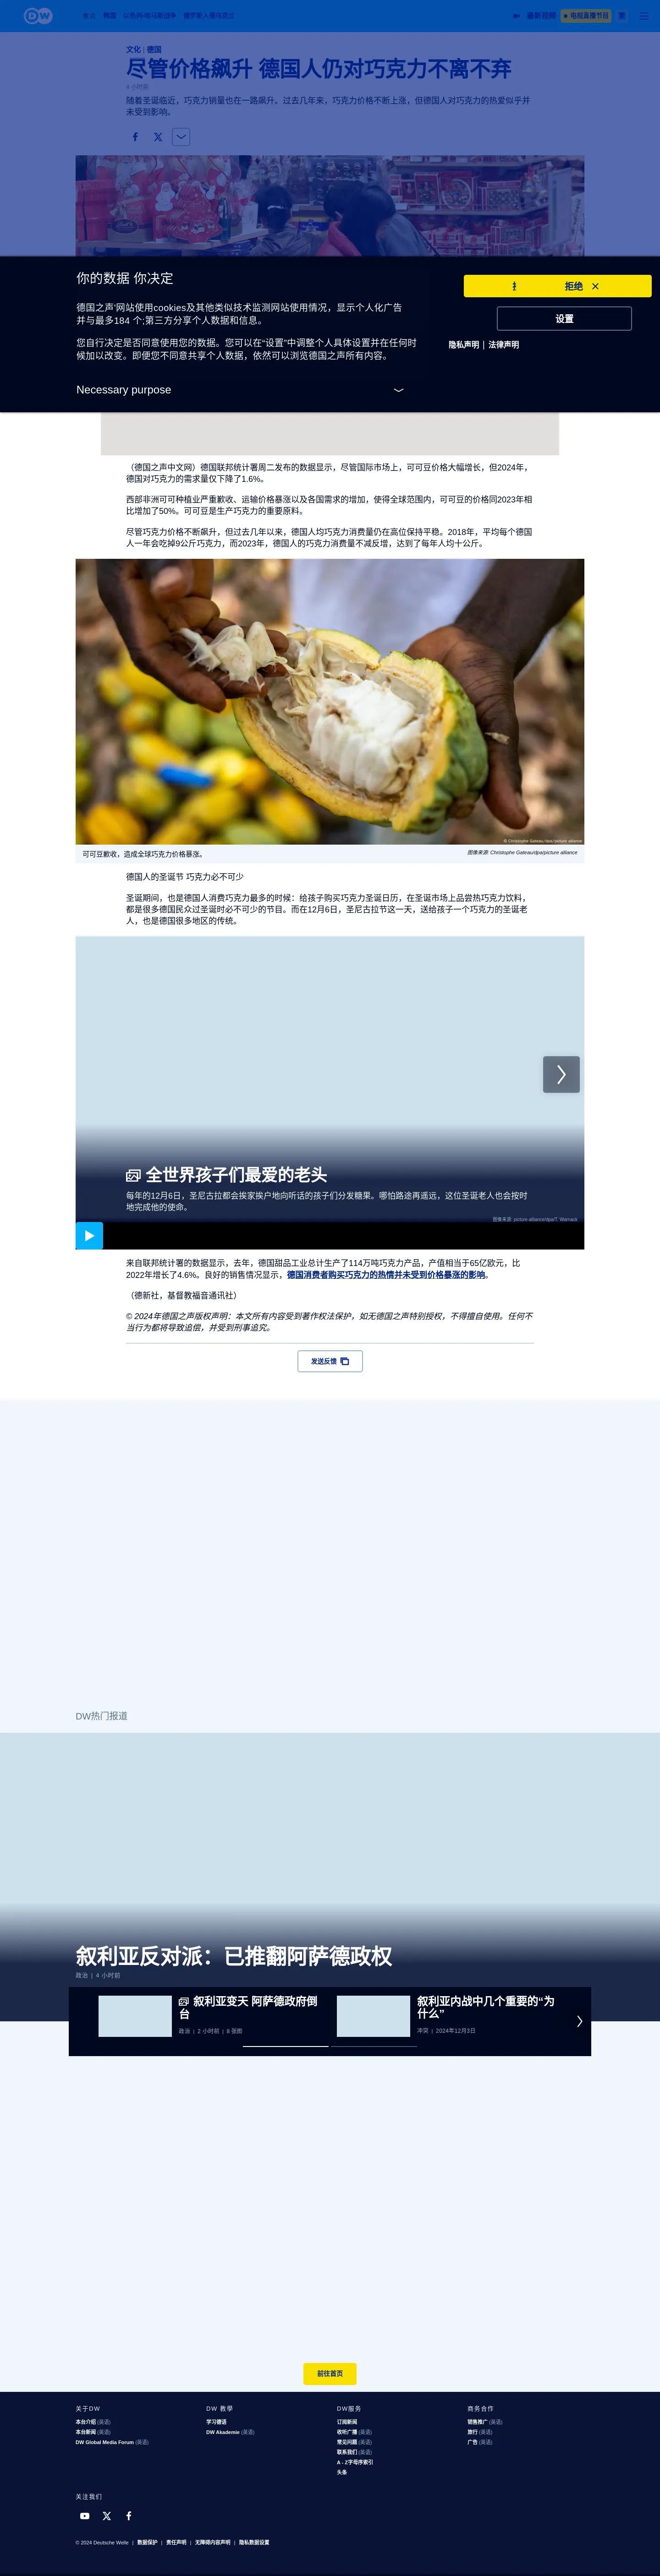 DW
焦点 韩国 以色列-哈马斯战争 俄罗斯入侵乌克兰
最新视频 电视直播节目
文化 | 德国
尽管价格飙升 德国人仍对巧克力不离不弃
4 小时前
随着圣诞临近，巧克力销量也在一路飙升。过去几年来，巧克力价格不断上涨，但德国人对巧克力的热爱似乎并
未受到影响。
你的数据 你决定
德国之声‘网站使用cookies及其他类似技术监测网站使用情况，显示个人化广告
并与最多184 个;第三方分享个人数据和信息。
您自行决定是否同意使用您的数据。您可以在“设置”中调整个人具体设置并在任何时
候加以改变。即便您不同意共享个人数据，依然可以浏览德国之声所有内容。
Necessary purpose
拒绝
设置
隐私声明 | 法律声明
（德国之声中文网）德国联邦统计署周二发布的数据显示，尽管国际市场上，可可豆价格大幅增长，但2024年，
德国对巧克力的需求量仅下降了1.6%。
西部非洲可可种植业严重歉收、运输价格暴涨以及各国需求的增加，使得全球范围内，可可豆的价格同2023年相
比增加了50%。可可豆是生产巧克力的重要原料。
尽管巧克力价格不断飙升，但过去几年以来，德国人均巧克力消费量仍在高位保持平稳。2018年，平均每个德国
人一年会吃掉9公斤巧克力，而2023年，德国人的巧克力消费量不减反增，达到了每年人均十公斤。
© Christophe Gateau/dpa/picture alliance
可可豆歉收，造成全球巧克力价格暴涨。
图像来源: Christophe Gateau/dpa/picture alliance
德国人的圣诞节 巧克力必不可少
圣诞期间，也是德国人消费巧克力最多的时候：给孩子购买巧克力圣诞日历，在圣诞市场上品尝热巧克力饮料，
都是很多德国民众过圣诞时必不可少的节目。而在12月6日，圣尼古拉节这一天，送给孩子一个巧克力的圣诞老
人，也是德国很多地区的传统。
全世界孩子们最爱的老头
每年的12月6日，圣尼古拉都会挨家挨户地向听话的孩子们分发糖果。哪怕路途再遥远，这位圣诞老人也会按时
地完成他的使命。
图像来源: picture-alliance/dpa/T. Warnack
来自联邦统计署的数据显示，去年，德国甜品工业总计生产了114万吨巧克力产品，产值相当于65亿欧元，比
2022年增长了4.6%。良好的销售情况显示，德国消费者购买巧克力的热情并未受到价格暴涨的影响。
（德新社，基督教福音通讯社）
© 2024年德国之声版权声明：本文所有内容受到著作权法保护，如无德国之声特别授权，不得擅自使用。任何不
当行为都将导致追偿，并受到刑事追究。
发送反馈
DW热门报道
叙利亚反对派：已推翻阿萨德政权
政治 | 4 小时前
叙利亚变天 阿萨德政府倒
台
政治 | 2 小时前 | 8 张图
叙利亚内战中几个重要的“为
什么”
冲突 | 2024年12月3日
前往首页
关于DW
本台介绍 (英语)
本台新闻 (英语)
DW Global Media Forum (英语)
DW 教學
学习德语
DW Akademie (英语)
DW服务
订阅新闻
收听广播 (英语)
常见问题 (英语)
联系我们 (英语)
A - Z字母序索引
头条
商务合作
销售推广 (英语)
旅行 (英语)
广告 (英语)
关注我们
© 2024 Deutsche Welle | 数据保护 | 责任声明 | 无障碍内容声明 | 隐私数据设置